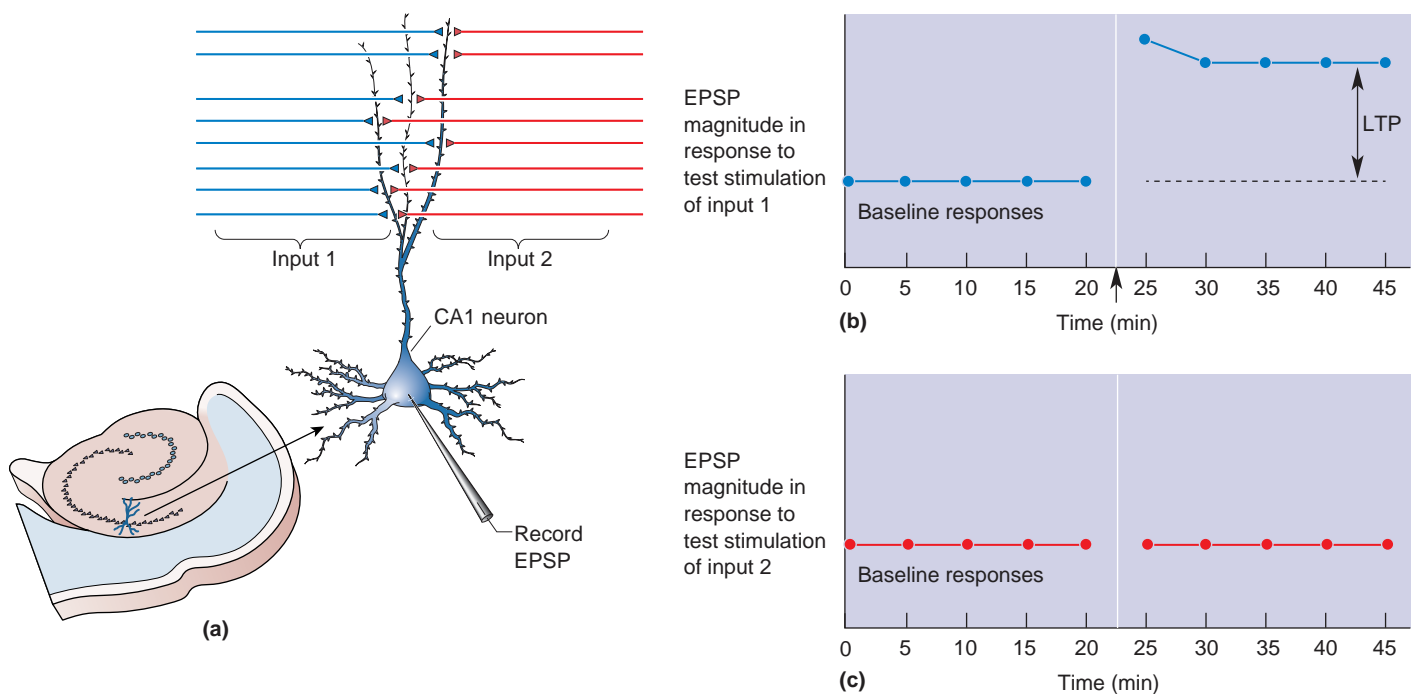 Input 1
Input 2
CA1 neuron
Record
EPSP
(a)
EPSP
magnitude in
response to
test stimulation
of input 1
LTP
Baseline responses
0 5 10 15 20 25 30 35 40 45
(b)
Time (min)
EPSP
magnitude in
response to
test stimulation
of input 2
Baseline responses
0 5 10 15 20 25 30 35 40 45
(c)
Time (min)